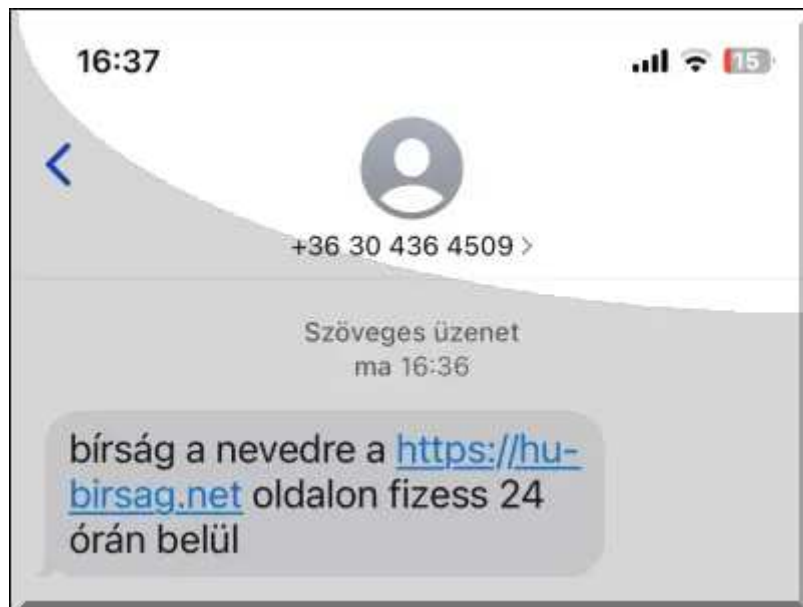 16:37
15
+36 30 436 4509 >
Szöveges üzenet
ma 16:36
bírság a nevedre a https://hu-
birsag.net oldalon fizess 24
órán belül